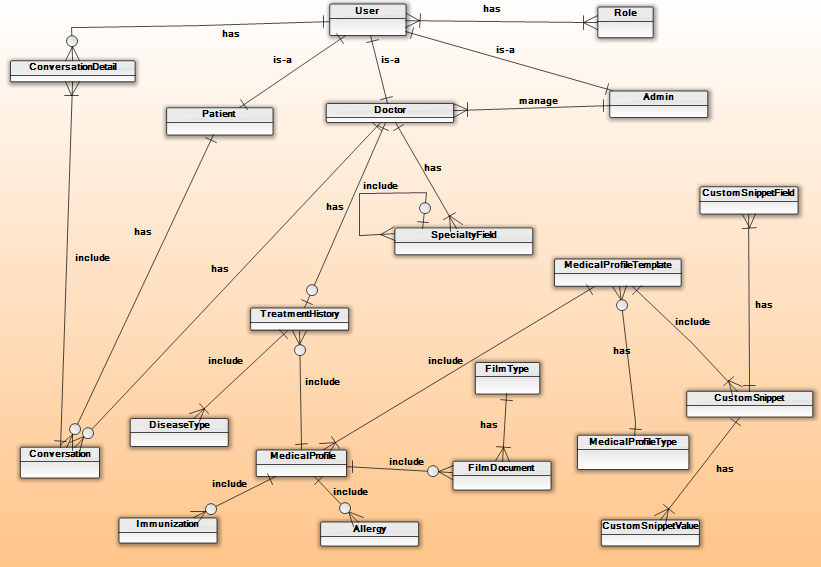 User
has
Role
has
is-a
is-a
is-a
ConversationDetail
Patient
Doctor
manage
Admin
has
include
CustomSnippetField
has
has
SpecialtyField
include
has
MedicalProfileTemplate
has
TreatmentHistory
include
include
include
include
has
FilmType
has
DiseaseType
has
CustomSnippet
Conversation
MedicalProfile
include
FilmDocument
MedicalProfileType
has
include
include
Immunization
Allergy
CustomSnippetValue